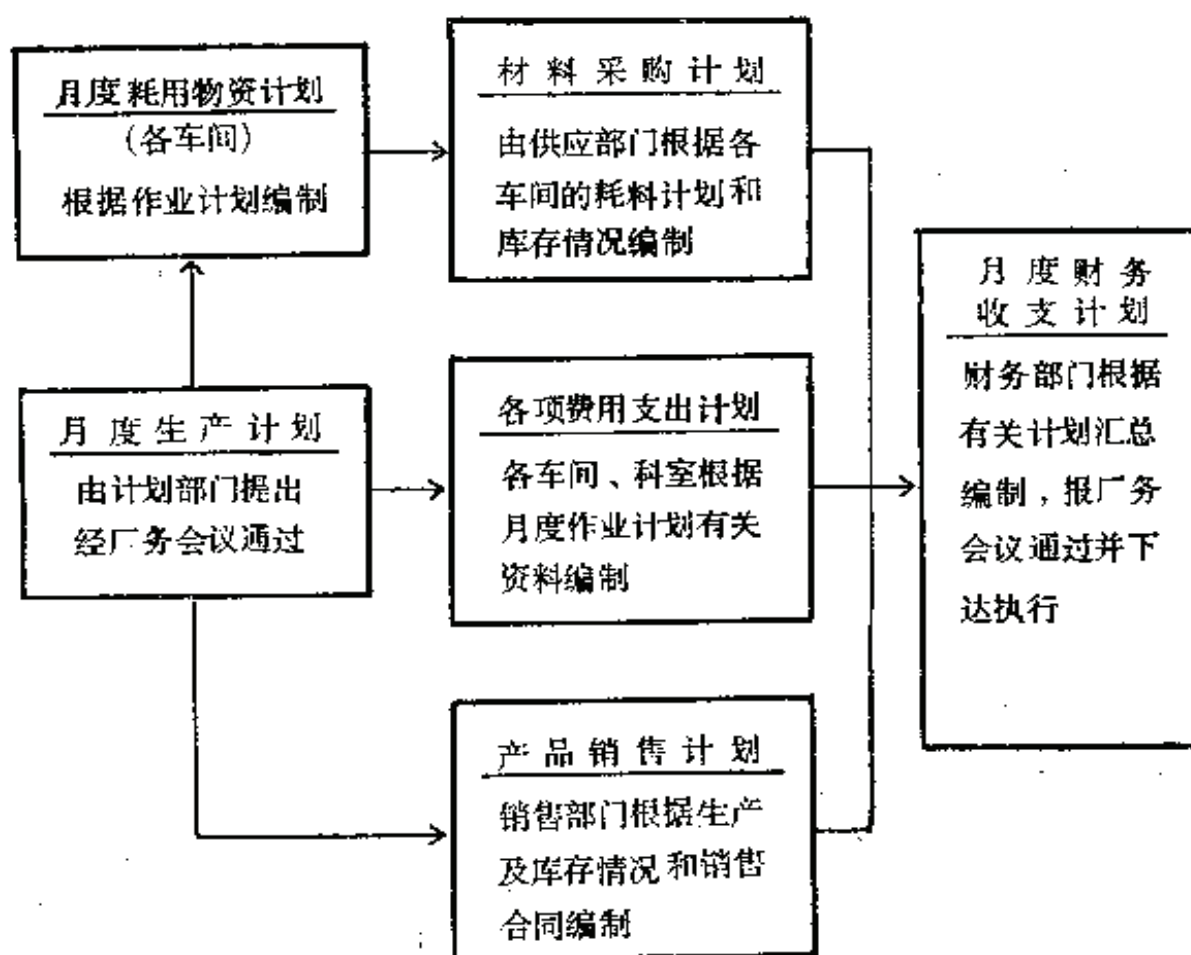 月度耗用物资计划
(各车间)
根据作业计划编制
材料采购计划
由供应部门根据各
车间的耗料计划和
库存情况编制
月度生产计划
由计划部门提出
经厂务会议通过
各项费用支出计划
各车间、科室根据
月度作业计划有关
资料编制
产品销售计划
销售部门根据生产
及库存情况和销售
合同编制
月度财务
收支计划
财务部门根据
有关计划汇总
编制，报厂务
会议通过并下
达执行